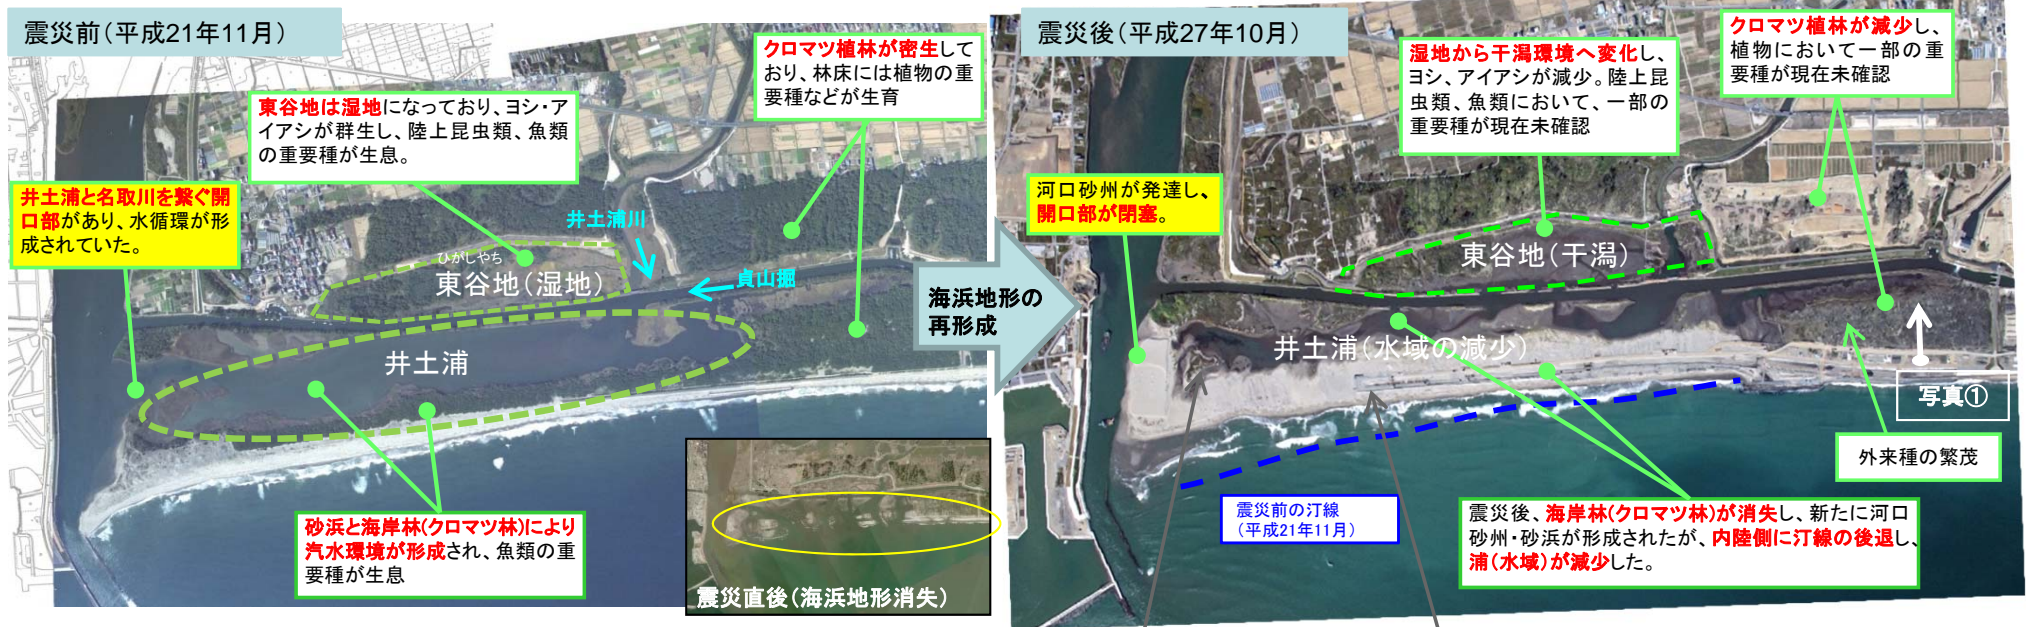 震災前(平成21年11月)
東谷地は湿地になっており、ヨシ・ア
イアシが群生し、陸上昆虫類、魚類
の重要種が生息。
クロマツ植林が密生して
おり、林床には植物の重
要種などが生育
井土浦と名取川を繋ぐ開
口部があり、水循環が形
成されていた。
井土浦川
ひがしやち
東谷地(湿地)
貞山掘
井土浦
砂浜と海岸林(クロマツ林)により
汽水環境が形成され、魚類の重
要種が生息
震災直後(海浜地形消失)
海浜地形の
再形成
震災後(平成27年10月)
湿地から干潟環境へ変化し、
ヨシ、アイアシが減少。陸上昆
虫類、魚類において、一部の
重要種が現在未確認
クロマツ植林が減少し、
植物において一部の重
要種が現在未確認
河口砂州が発達し、
開口部が閉塞。
東谷地(干潟)
井土浦(水域の減少)
写真①
外来種の繁茂
震災前の汀線
(平成21年11月)
震災後、海岸林(クロマツ林)が消失し、新たに河口
砂州・砂浜が形成されたが、内陸側に汀線の後退し、
浦(水域)が減少した。